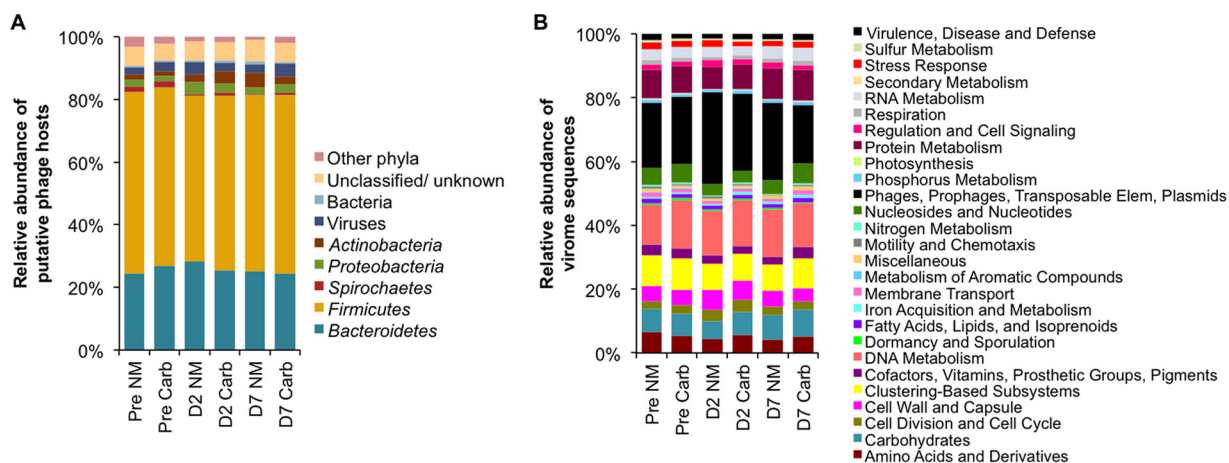 A
Relative abundance of
putative phage hosts
100%
80%
60%
40%
20%
0%
Pre NM
Pre Carb
D2 NM
D2 Carb
D7 NM
D7 Carb
Other phyla
Unclassified/ unknown
Bacteria
Viruses
Actinobacteria
Proteobacteria
Spirochaetes
Firmicutes
Bacteroidetes
B
Relative abundance of
virome sequences
100%
80%
60%
40%
20%
0%
Pre NM
Pre Carb
D2 NM
D2 Carb
D7 NM
D7 Carb
Virulence, Disease and Defense
Sulfur Metabolism
Stress Response
Secondary Metabolism
RNA Metabolism
Respiration
Regulation and Cell Signaling
Protein Metabolism
Photosynthesis
Phosphorus Metabolism
Phages, Prophages, Transposable Elem, Plasmids
Nucleosides and Nucleotides
Nitrogen Metabolism
Motility and Chemotaxis
Miscellaneous
Metabolism of Aromatic Compounds
Membrane Transport
Iron Acquisition and Metabolism
Fatty Acids, Lipids, and Isoprenoids
Dormancy and Sporulation
DNA Metabolism
Cofactors, Vitamins, Prosthetic Groups, Pigments
Clustering-Based Subsystems
Cell Wall and Capsule
Cell Division and Cell Cycle
Carbohydrates
Amino Acids and Derivatives